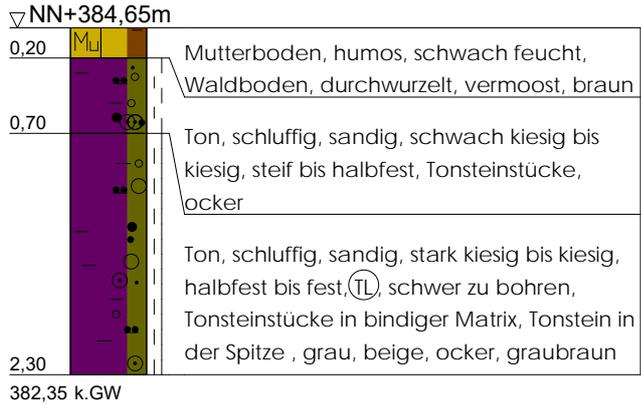 NN+384,65m
Mu
0,20
Mutterboden, humos, schwach feucht,
Waldboden, durchwurzelt, vermoost, braun
0,70
Ton, schluffig, sandig, schwach kiesig bis
kiesig, steif bis halbfest, Tonsteinstücke,
ocker
Ton, schluffig, sandig, stark kiesig bis kiesig,
halbfest bis fest, TL, schwer zu bohren,
Tonsteinstücke in bindiger Matrix, Tonstein in
der Spitze , grau, beige, ocker, graubraun
2,30
382,35 k.GW